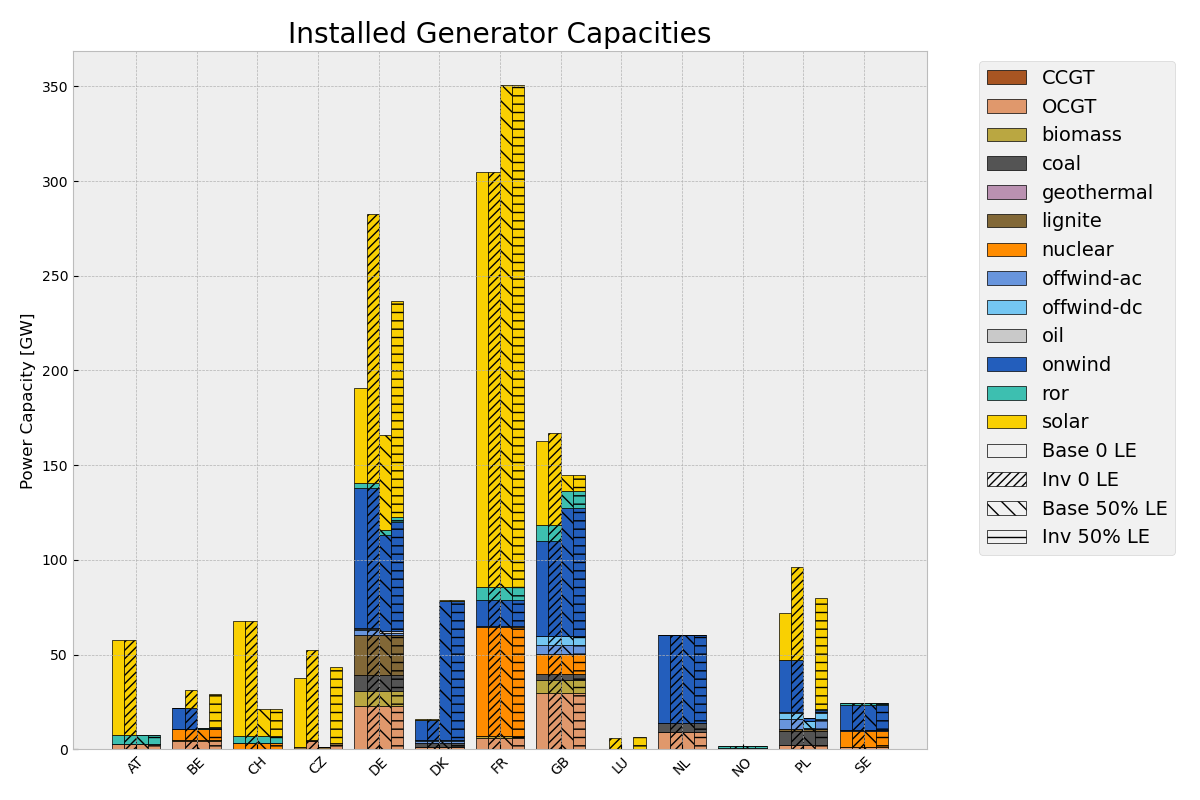 Installed Generator Capacities
Power Capacity [GW]
350
300
250
200
150
100
50
0
AT
BE
CH
CZ
DE
DK
FR
GB
LU
NL
NO
PL
SE
CCGT
OCGT
biomass
coal
geothermal
lignite
nuclear
offwind-ac
offwind-dc
oil
onwind
ror
solar
Base 0 LE
Inv 0 LE
Base 50% LE
Inv 50% LE